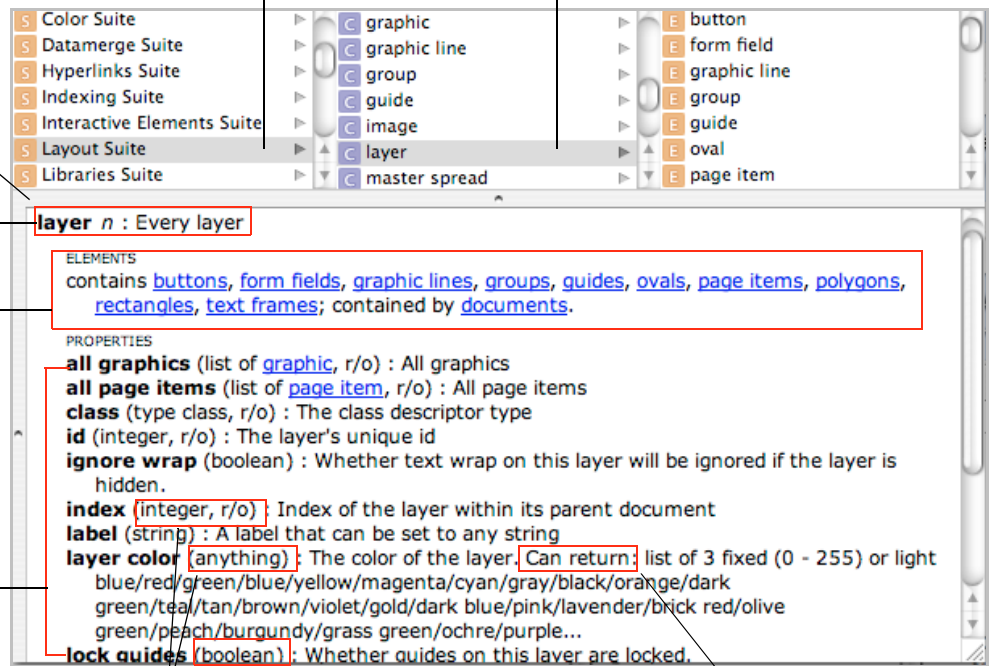 S Color Suite
S Datamerge Suite
S Hyperlinks Suite
S Indexing Suite
S Interactive Elements Suite
S Layout Suite
S Libraries Suite
C graphic
C graphic line
C group
C guide
C image
C layer
C master spread
E button
E form field
E graphic line
E group
E guide
E oval
E page item
layer n : Every layer
ELEMENTS
contains buttons, form fields, graphic lines, groups, guides, ovals, page items, polygons,
rectangles, text frames; contained by documents.
PROPERTIES
all graphics (list of graphic, r/o) : All graphics
all page items (list of page item, r/o) : All page items
class (type class, r/o) : The class descriptor type
id (integer, r/o) : The layer's unique id
ignore wrap (boolean) : Whether text wrap on this layer will be ignored if the layer is
hidden.
index (integer, r/o) : Index of the layer within its parent document
label (string) : A label that can be set to any string
layer color (anything) : The color of the layer. Can return: list of 3 fixed (0 - 255) or light
blue/red/green/blue/yellow/magenta/cyan/gray/black/orange/dark
green/teal/tan/brown/violet/gold/dark blue/pink/lavender/brick red/olive
green/peach/burgundy/grass green/ochre/purple...
lock guides (boolean) : Whether guides on this layer are locked.